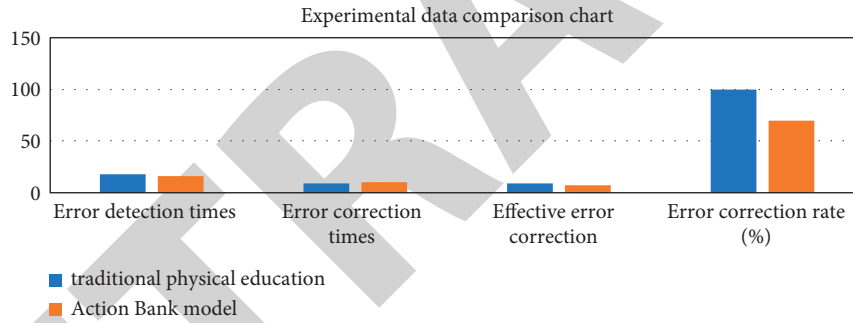 Experimental data comparison chart
150
100
50
0
Error detection times
Error correction
times
Effective error
correction
Error correction rate
(%)
traditional physical education
Action Bank model
TRA